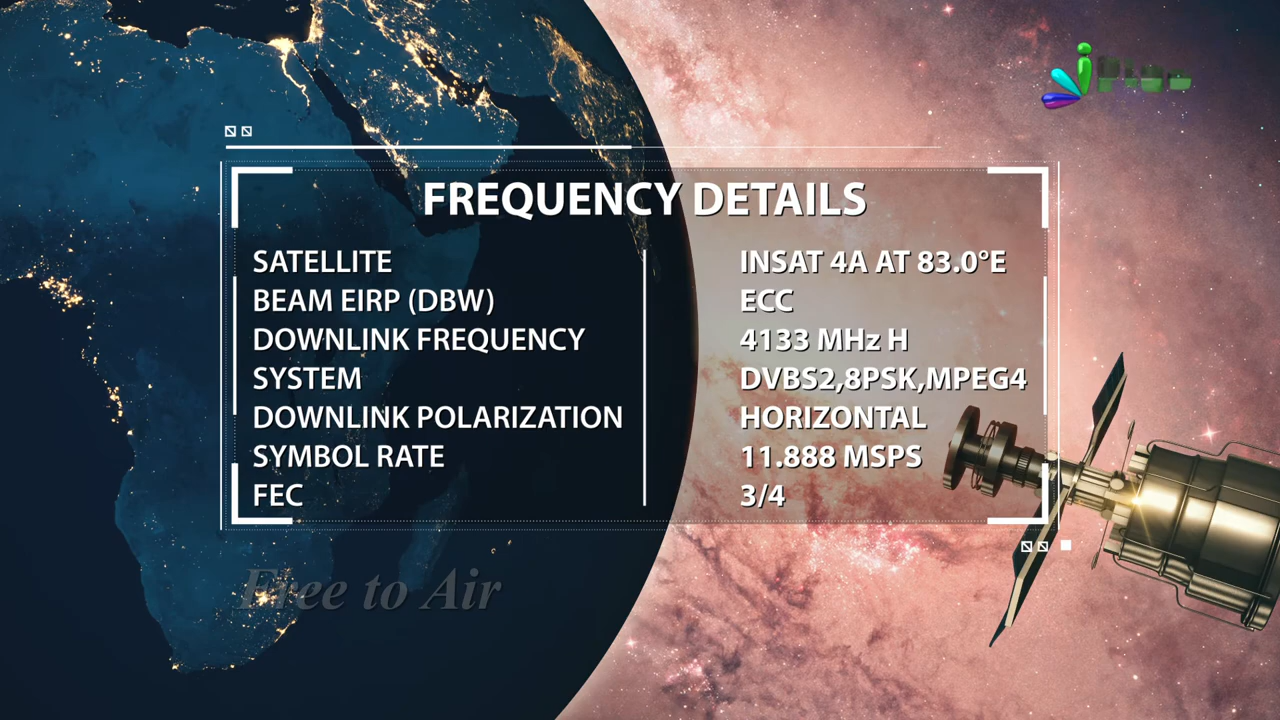 FREQUENCY DETAILS
SATELLITE INSAT 4A AT 83.0°E
BEAM EIRP (DBW) ECC
DOWNLINK FREQUENCY 4133 MHz H
SYSTEM DVBS2,8PSK,MPEG4
DOWNLINK POLARIZATION HORIZONTAL
SYMBOL RATE 11.888 MSPS
FEC 3/4
Free to Air